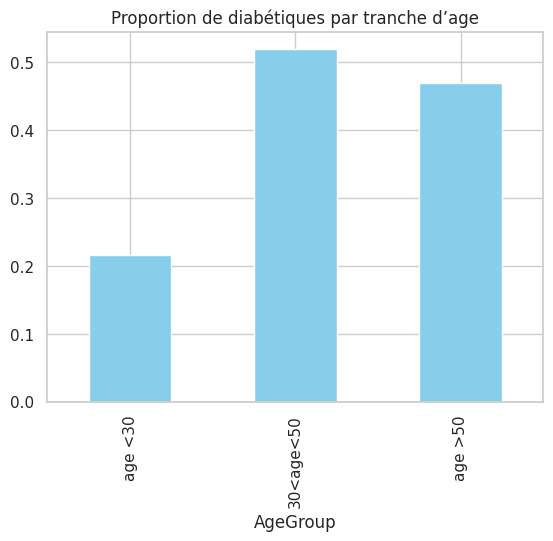 Proportion de diabétiques par tranche d’age
0.5
0.4
0.3
0.2
0.1
0.0
age <30
30<age<50
age >50
AgeGroup